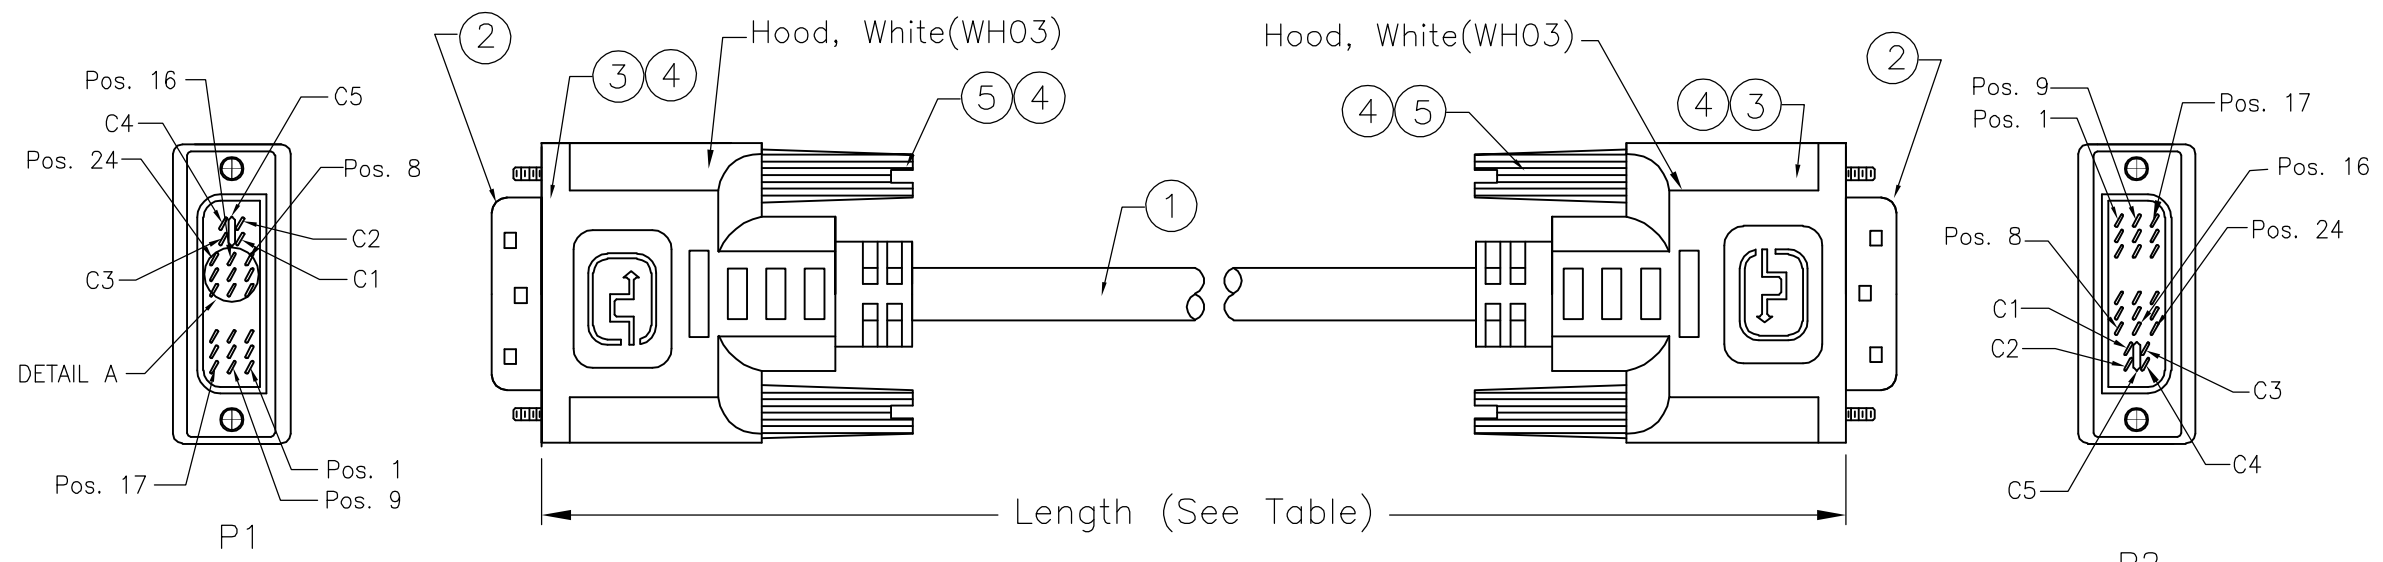 2
Hood, White(WH03)
Hood, White(WH03)
2
Pos. 16
C5
3 4
5 4
4 5
4 3
Pos. 9
Pos. 17
C4
Pos. 1
Pos. 24
Pos. 8
Pos. 16
1
C2
Pos. 8
Pos. 24
C3
C1
C1
C2
DETAIL A
C3
Pos. 17
Pos. 1
Pos. 9
C4
C5
Length (See Table)
P1